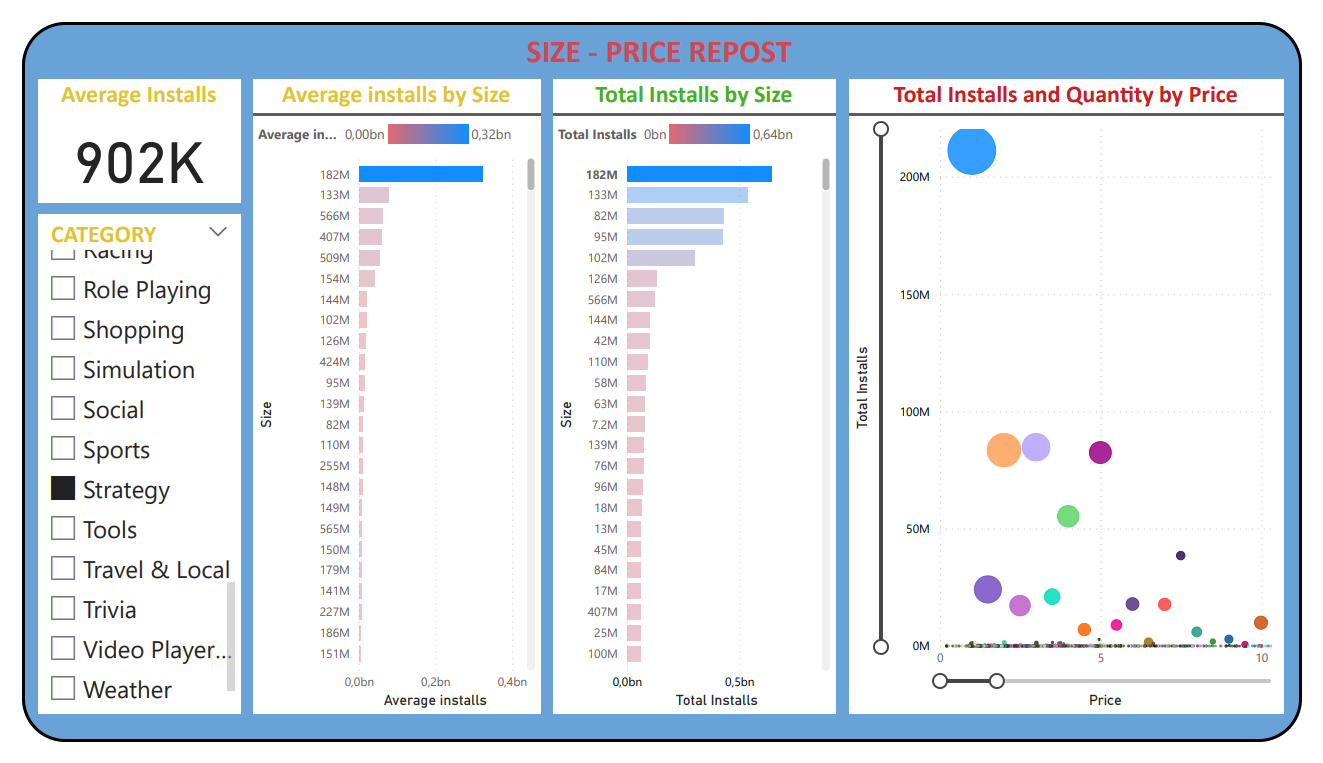 SIZE - PRICE REPOST
Average Installs
902K
CATEGORY
Racing
Role Playing
Shopping
Simulation
Social
Sports
Strategy
Tools
Travel & Local
Trivia
Video Player...
Weather
Average installs by Size
Average in... 0,00bn 0,32bn
Size
182M
133M
566M
407M
509M
154M
144M
102M
126M
424M
95M
139M
82M
110M
255M
148M
149M
565M
150M
179M
141M
227M
186M
151M
0,0bn 0,2bn 0,4bn
Average installs
Total Installs by Size
Total Installs 0bn 0,64bn
Size
182M
133M
82M
95M
102M
126M
566M
144M
42M
110M
58M
63M
7.2M
139M
76M
96M
18M
13M
45M
84M
17M
407M
25M
100M
0,0bn 0,5bn
Total Installs
Total Installs and Quantity by Price
Total Installs
200M
150M
100M
50M
0M
0 5 10
Price